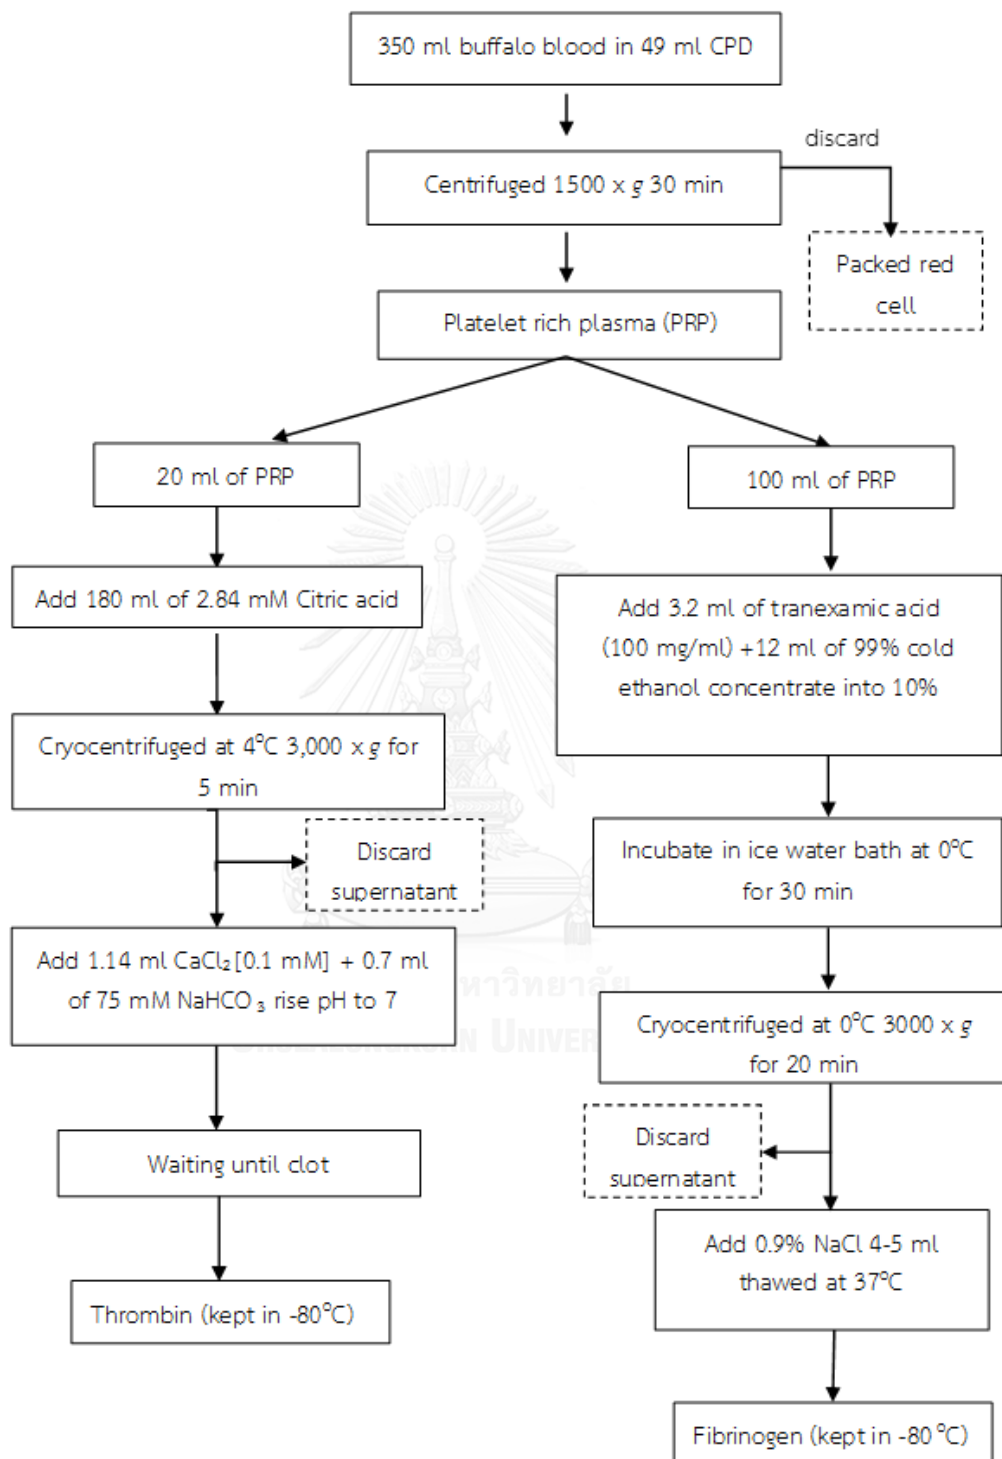 350 ml buffalo blood in 49 ml CPD
discard
Centrifuged 1500 x g 30 min
Packed red
cell
Platelet rich plasma (PRP)
20 ml of PRP
100 ml of PRP
Add 180 ml of 2.84 mM Citric acid
Add 3.2 ml of tranexamic acid
(100 mg/ml) +12 ml of 99% cold
ethanol concentrate into 10%
Cryocentrifuged at 4°C 3,000 x g for
5 min
Discard
supernatant
Incubate in ice water bath at 0°C
for 30 min
Add 1.14 ml CaCl₂ [0.1 mM] + 0.7 ml
of 75 mM NaHCO₃ rise pH to 7
Cryocentrifuged at 0°C 3000 x g
for 20 min
Waiting until clot
Discard
supernatant
Add 0.9% NaCl 4-5 ml
thawed at 37°C
Thrombin (kept in -80°C)
Fibrinogen (kept in -80°C)